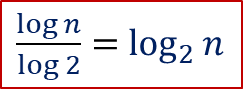 log n / log 2 = log₂ n